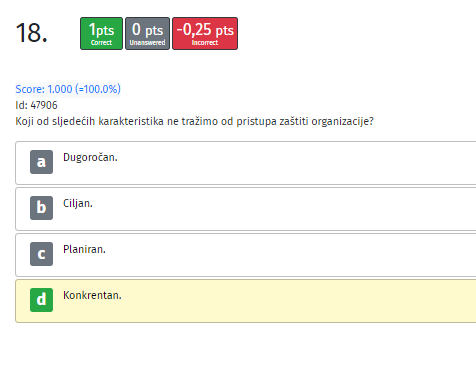 18.
1pts
Correct
0 pts
Unanswered
-0,25 pts
Incorrect
Score: 1.000 (=100.0%)
Id: 47906
Koji od sljedećih karakteristika ne tražimo od pristupa zaštiti organizacije?
a Dugoročan.
b Ciljan.
c Planiran.
d Konkrentan.